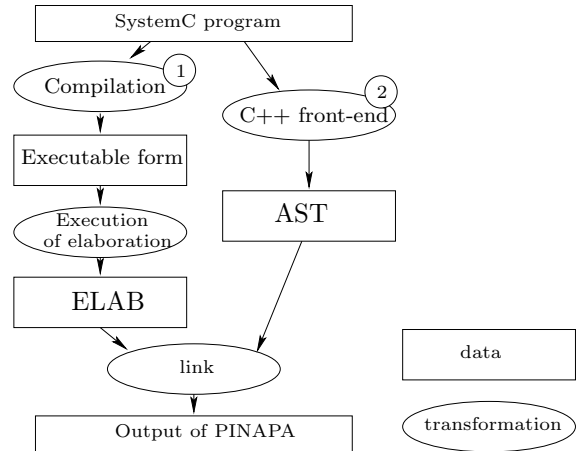 SystemC program
1
Compilation
2
C++ front-end
Executable form
AST
Execution
of elaboration
ELAB
link
data
Output of PINAPA
transformation